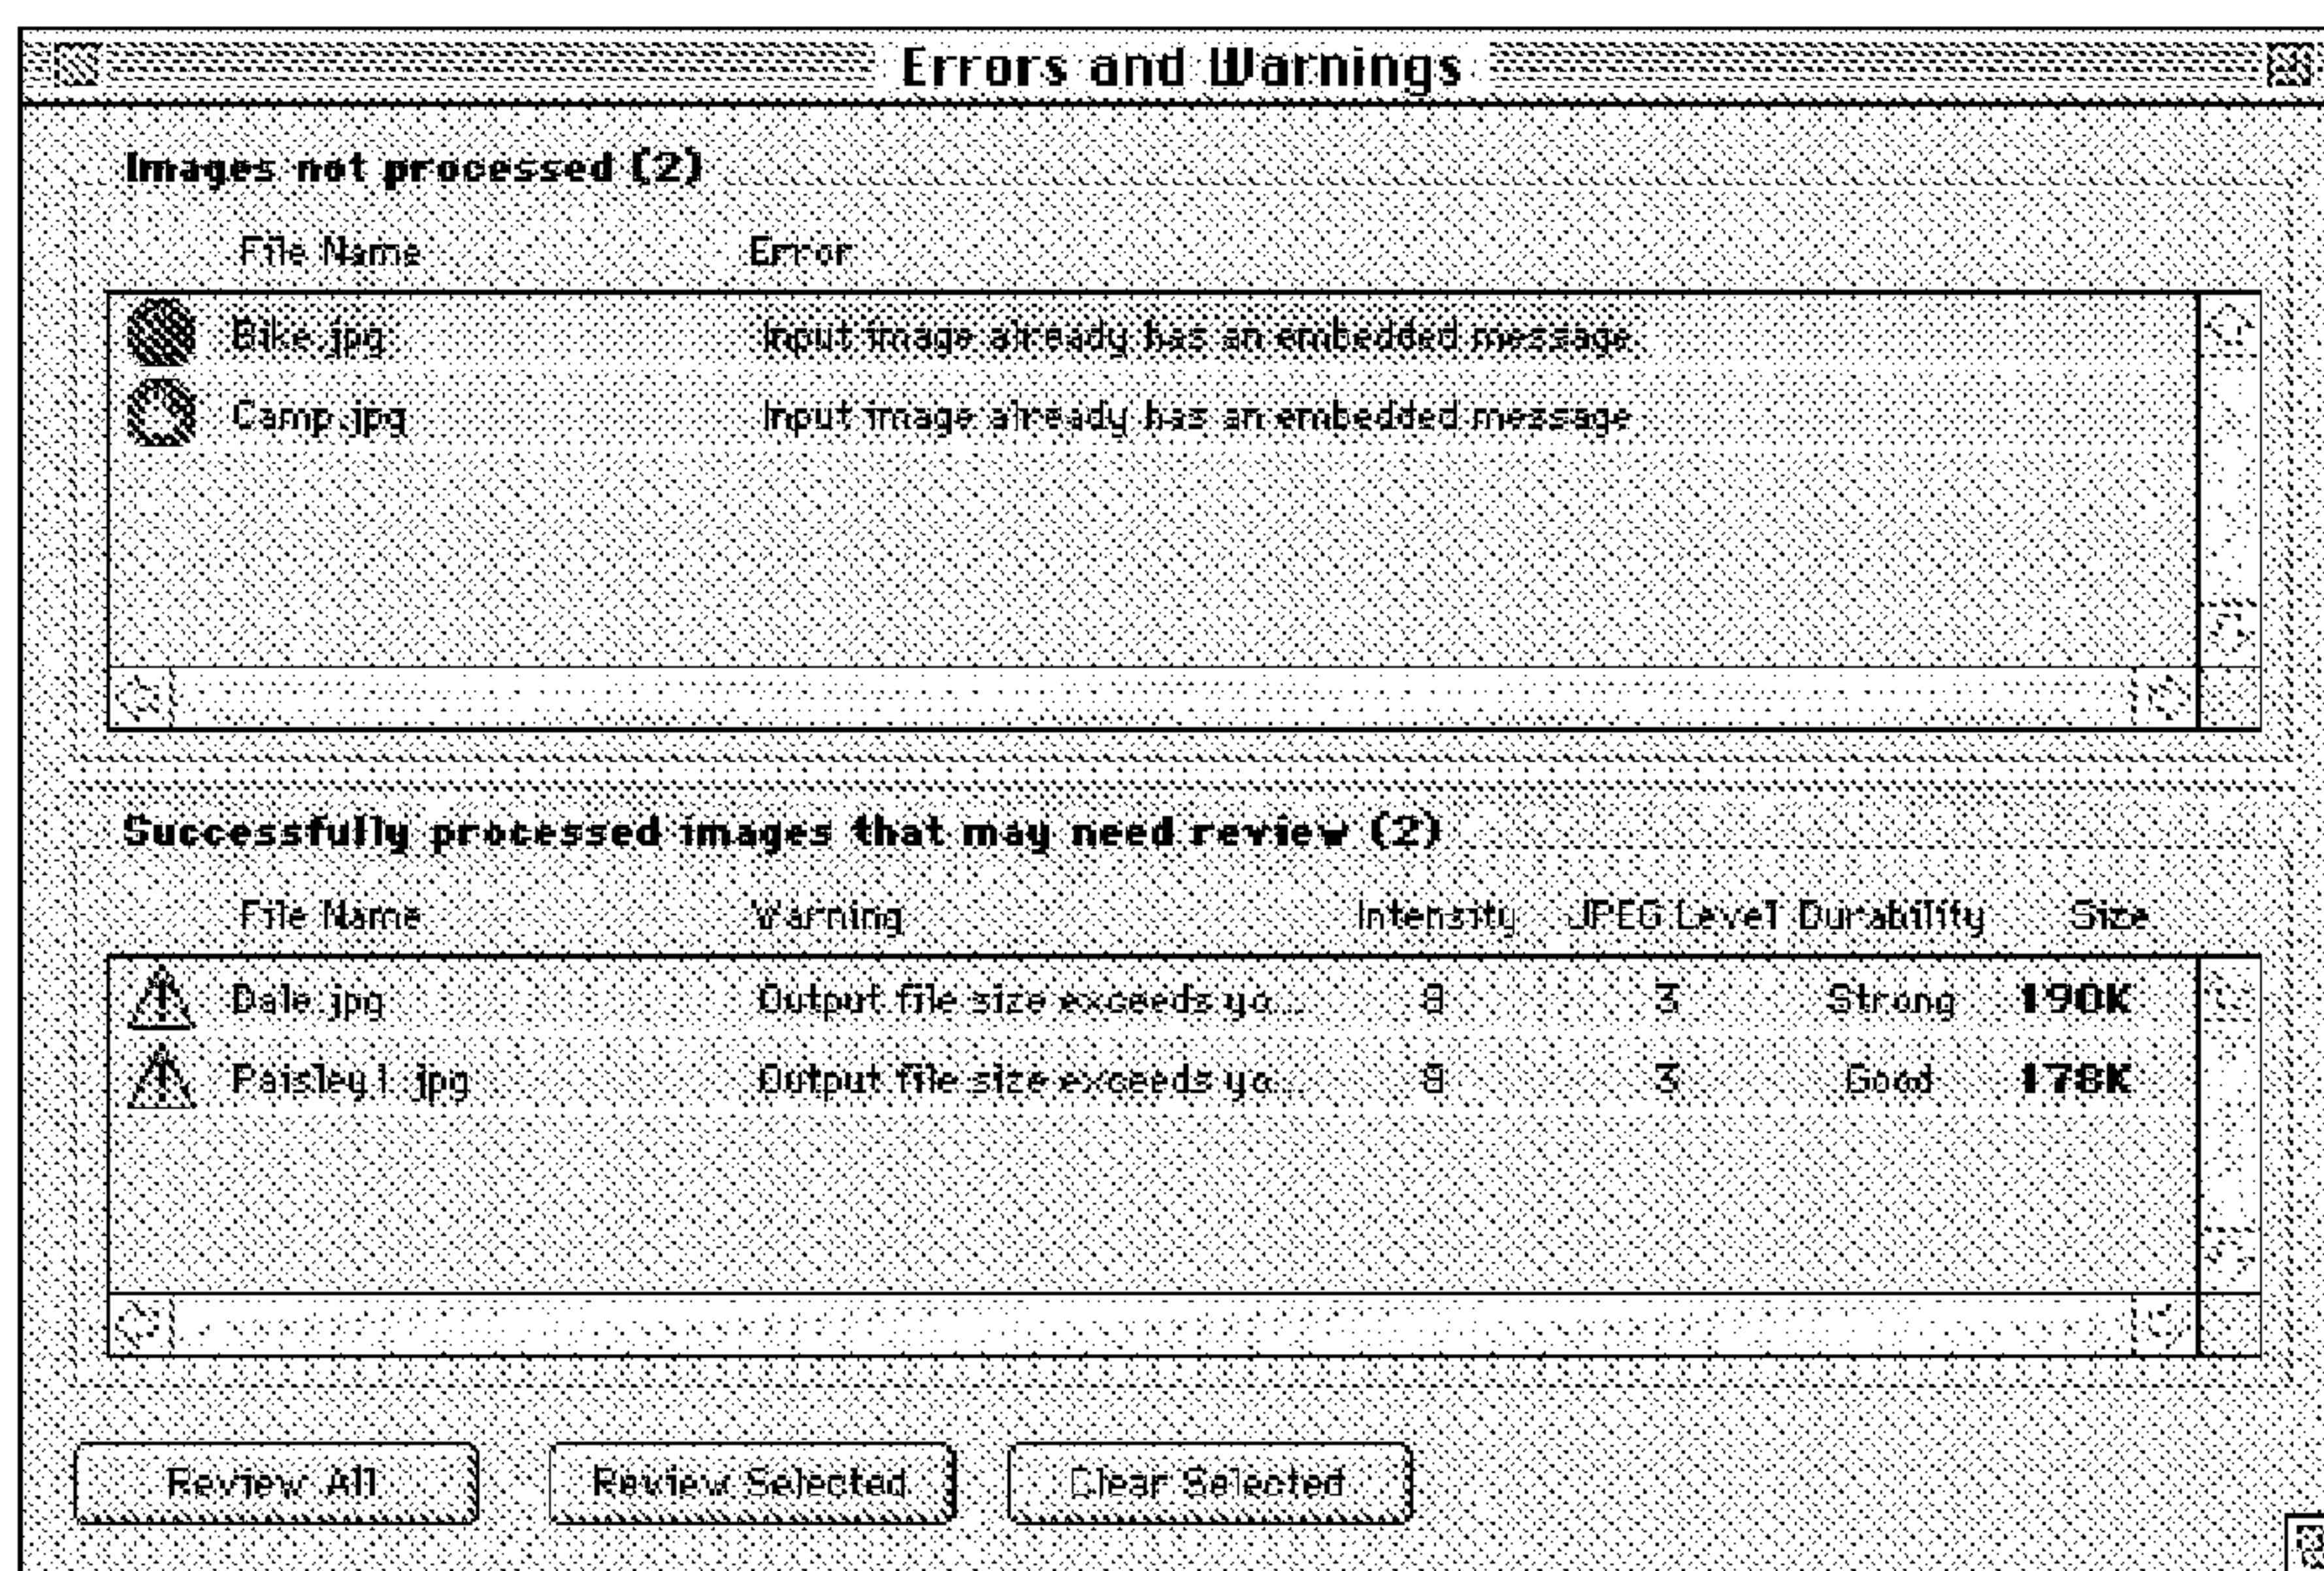 Errors and Warnings
Images not processed (2)
File Name Error
Bike.jpg Input image already has an embedded message.
Camp.jpg Input image already has an embedded message
Successfully processed images that may need review (2)
File Name Warning Intensity JPEG Level Durability Size
Dale.jpg Output file size exceeds yo... 8 3 Strong 190K
Paisley1.jpg Output file size exceeds yo... 8 3 Good 178K
Review All Review Selected Clear Selected